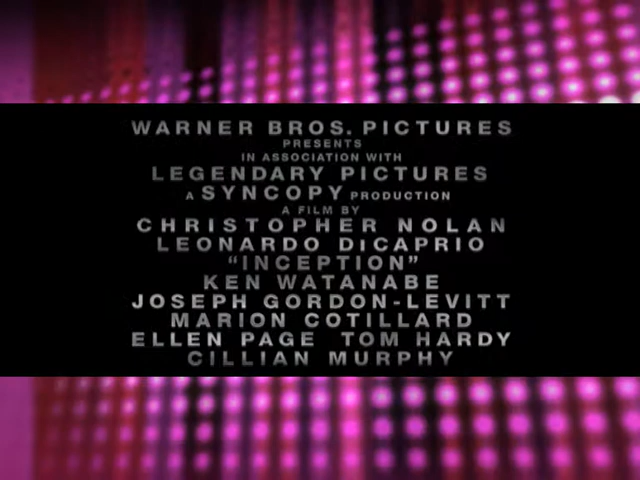 WARNER BROS. PICTURES
PRESENTS
IN ASSOCIATION WITH
LEGENDARY PICTURES
A SYNCOPY PRODUCTION
A FILM BY
CHRISTOPHER NOLAN
LEONARDO DiCAPRIO
“INCEPTION”
KEN WATANABE
JOSEPH GORDON-LEVITT
MARION COTILLARD
ELLEN PAGE TOM HARDY
CILLIAN MURPHY